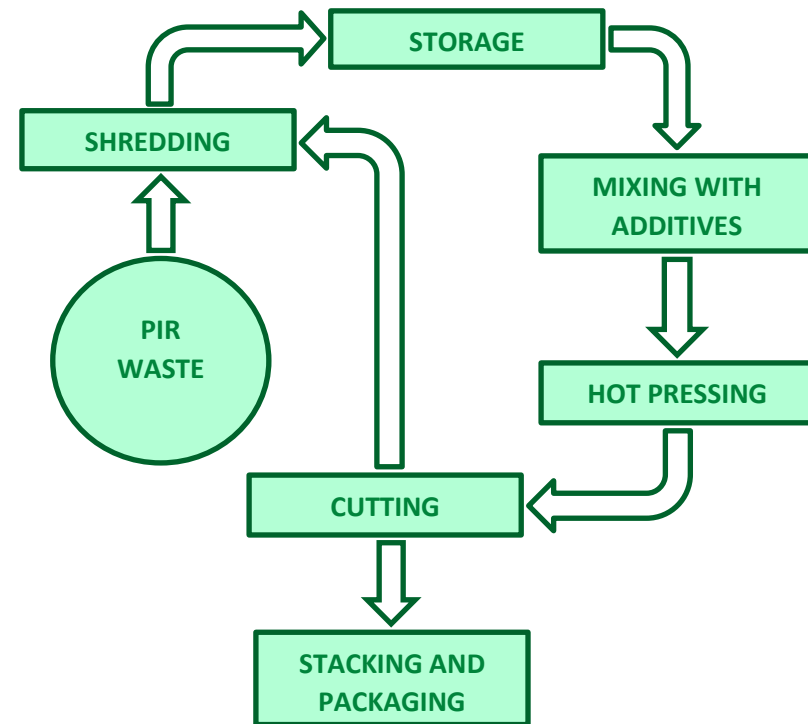 STORAGE
SHREDDING
MIXING WITH
ADDITIVES
PIR
WASTE
HOT PRESSING
CUTTING
STACKING AND
PACKAGING